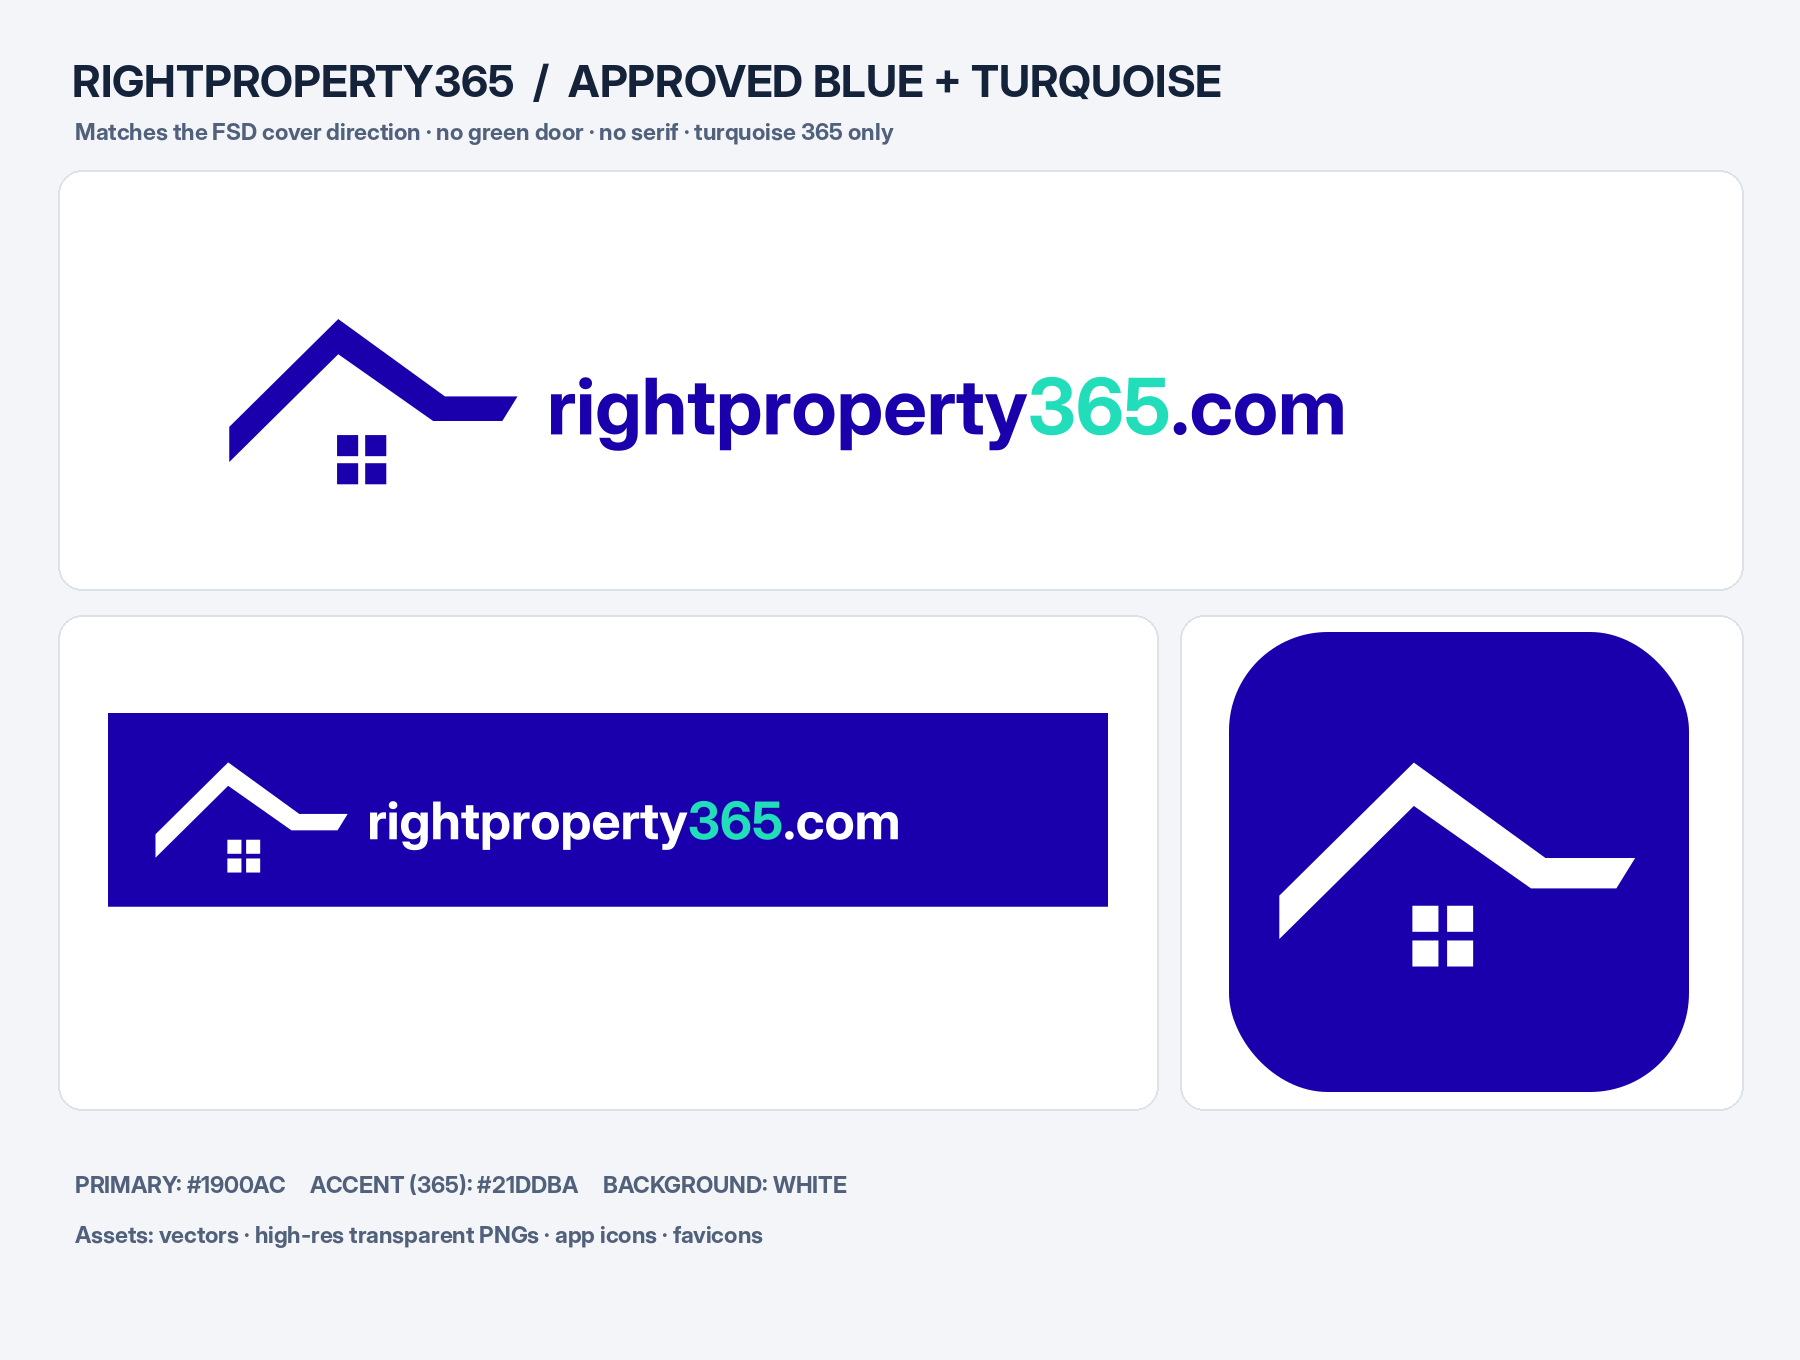 RIGHTPROPERTY365 / APPROVED BLUE + TURQUOISE
Matches the FSD cover direction · no green door · no serif · turquoise 365 only
rightproperty365.com
rightproperty365.com
PRIMARY: #1900AC ACCENT (365): #21DDBA BACKGROUND: WHITE
Assets: vectors · high-res transparent PNGs · app icons · favicons